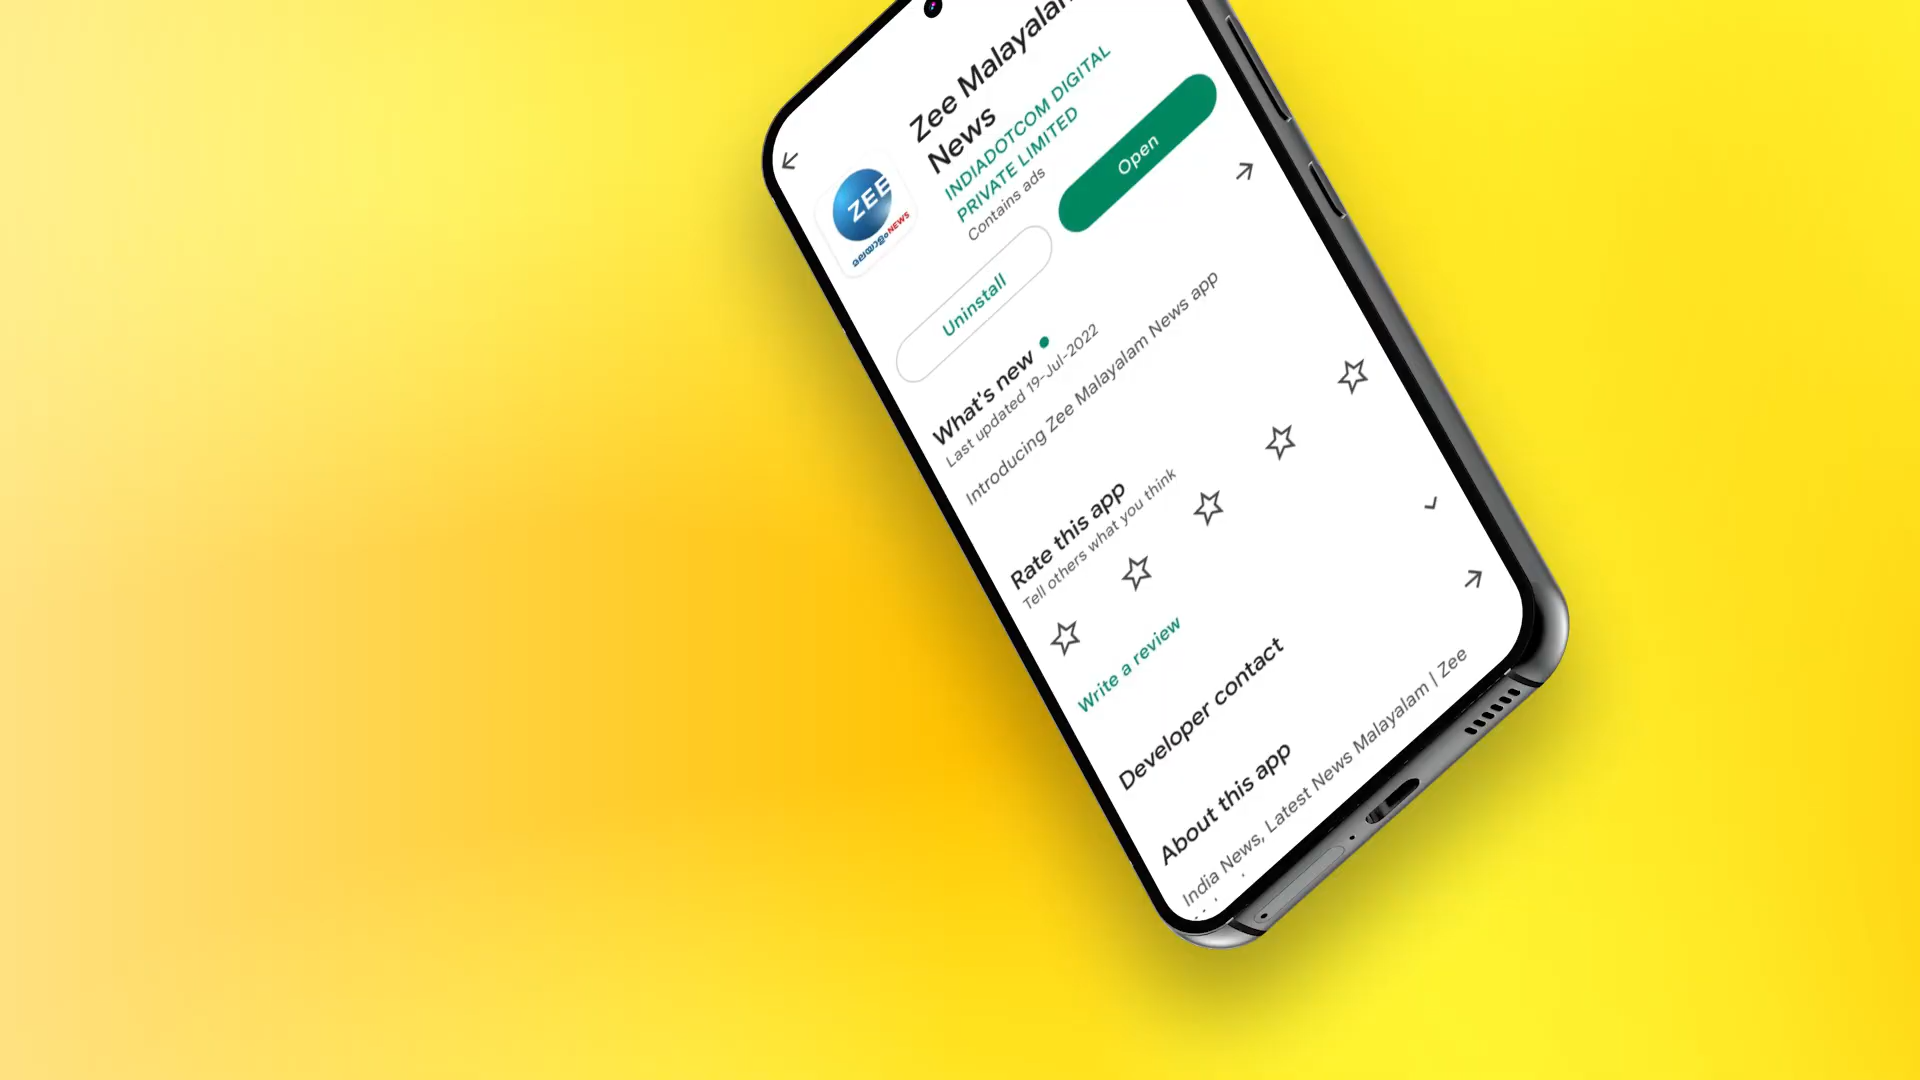 Zee Malayalam
News
INDIADOTCOM DIGITAL
PRIVATE LIMITED
Contains ads
ZEE
മലയാളം NEWS
Uninstall
Open
What's new
Last updated 19-Jul-2022
Introducing Zee Malayalam News app
Rate this app
Tell others what you think
Write a review
Developer contact
About this app
India News, Latest News Malayalam | Zee